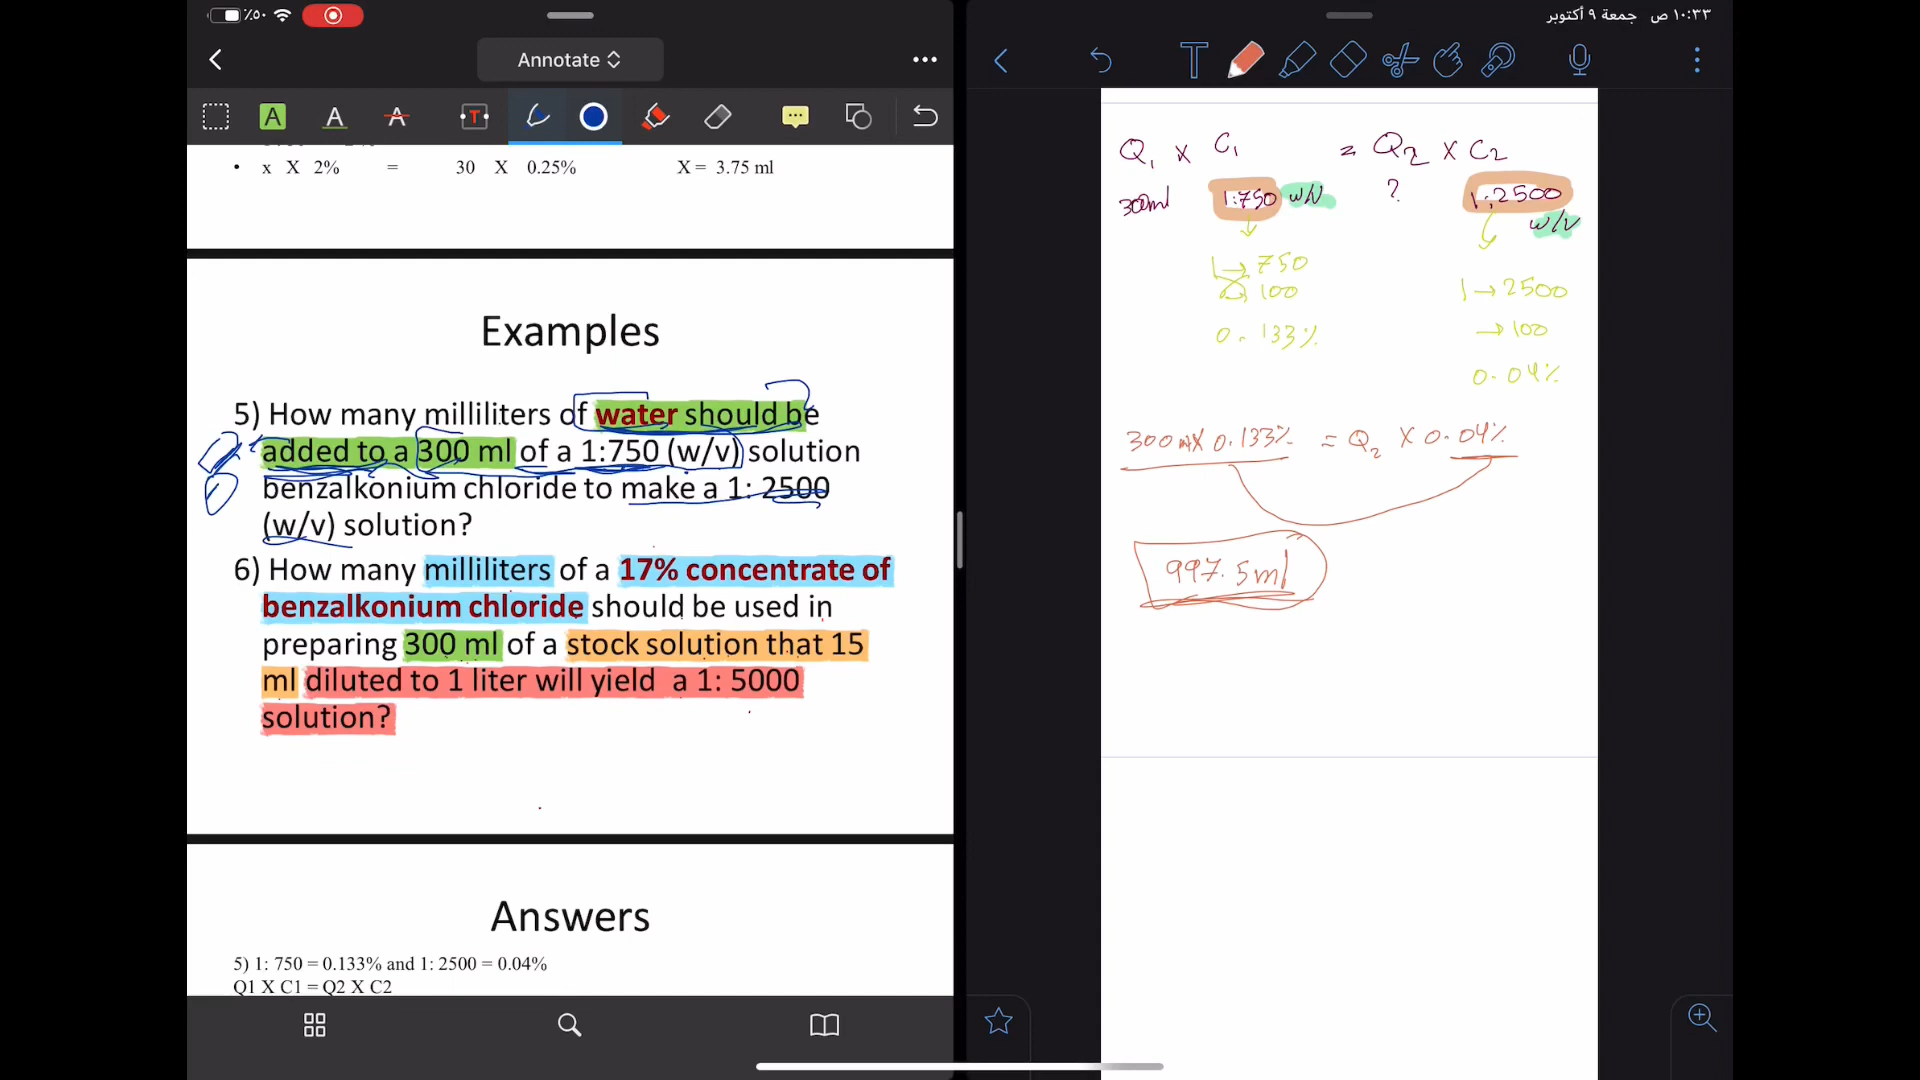 ٪٥٠
Annotate
• x X 2% = 30 X 0.25% X = 3.75 ml
Examples
5) How many milliliters of water should be
added to a 300 ml of a 1:750 (w/v) solution
benzalkonium chloride to make a 1: 2500
(w/v) solution?
6) How many milliliters of a 17% concentrate of
benzalkonium chloride should be used in
preparing 300 ml of a stock solution that 15
ml diluted to 1 liter will yield a 1: 5000
solution?
Answers
5) 1: 750 = 0.133% and 1: 2500 = 0.04%
Q1 X C1 = Q2 X C2
١٠:٣٣ ص جمعة ٩ أكتوبر
Q1 x C1 = Q2 x C2
300ml 1:750 w/v ? 1:2500
w/v
1 → 750
100
0.133%
1 → 2500
→ 100
0.04%
300 ml x 0.133% = Q2 x 0.04%
997.5ml